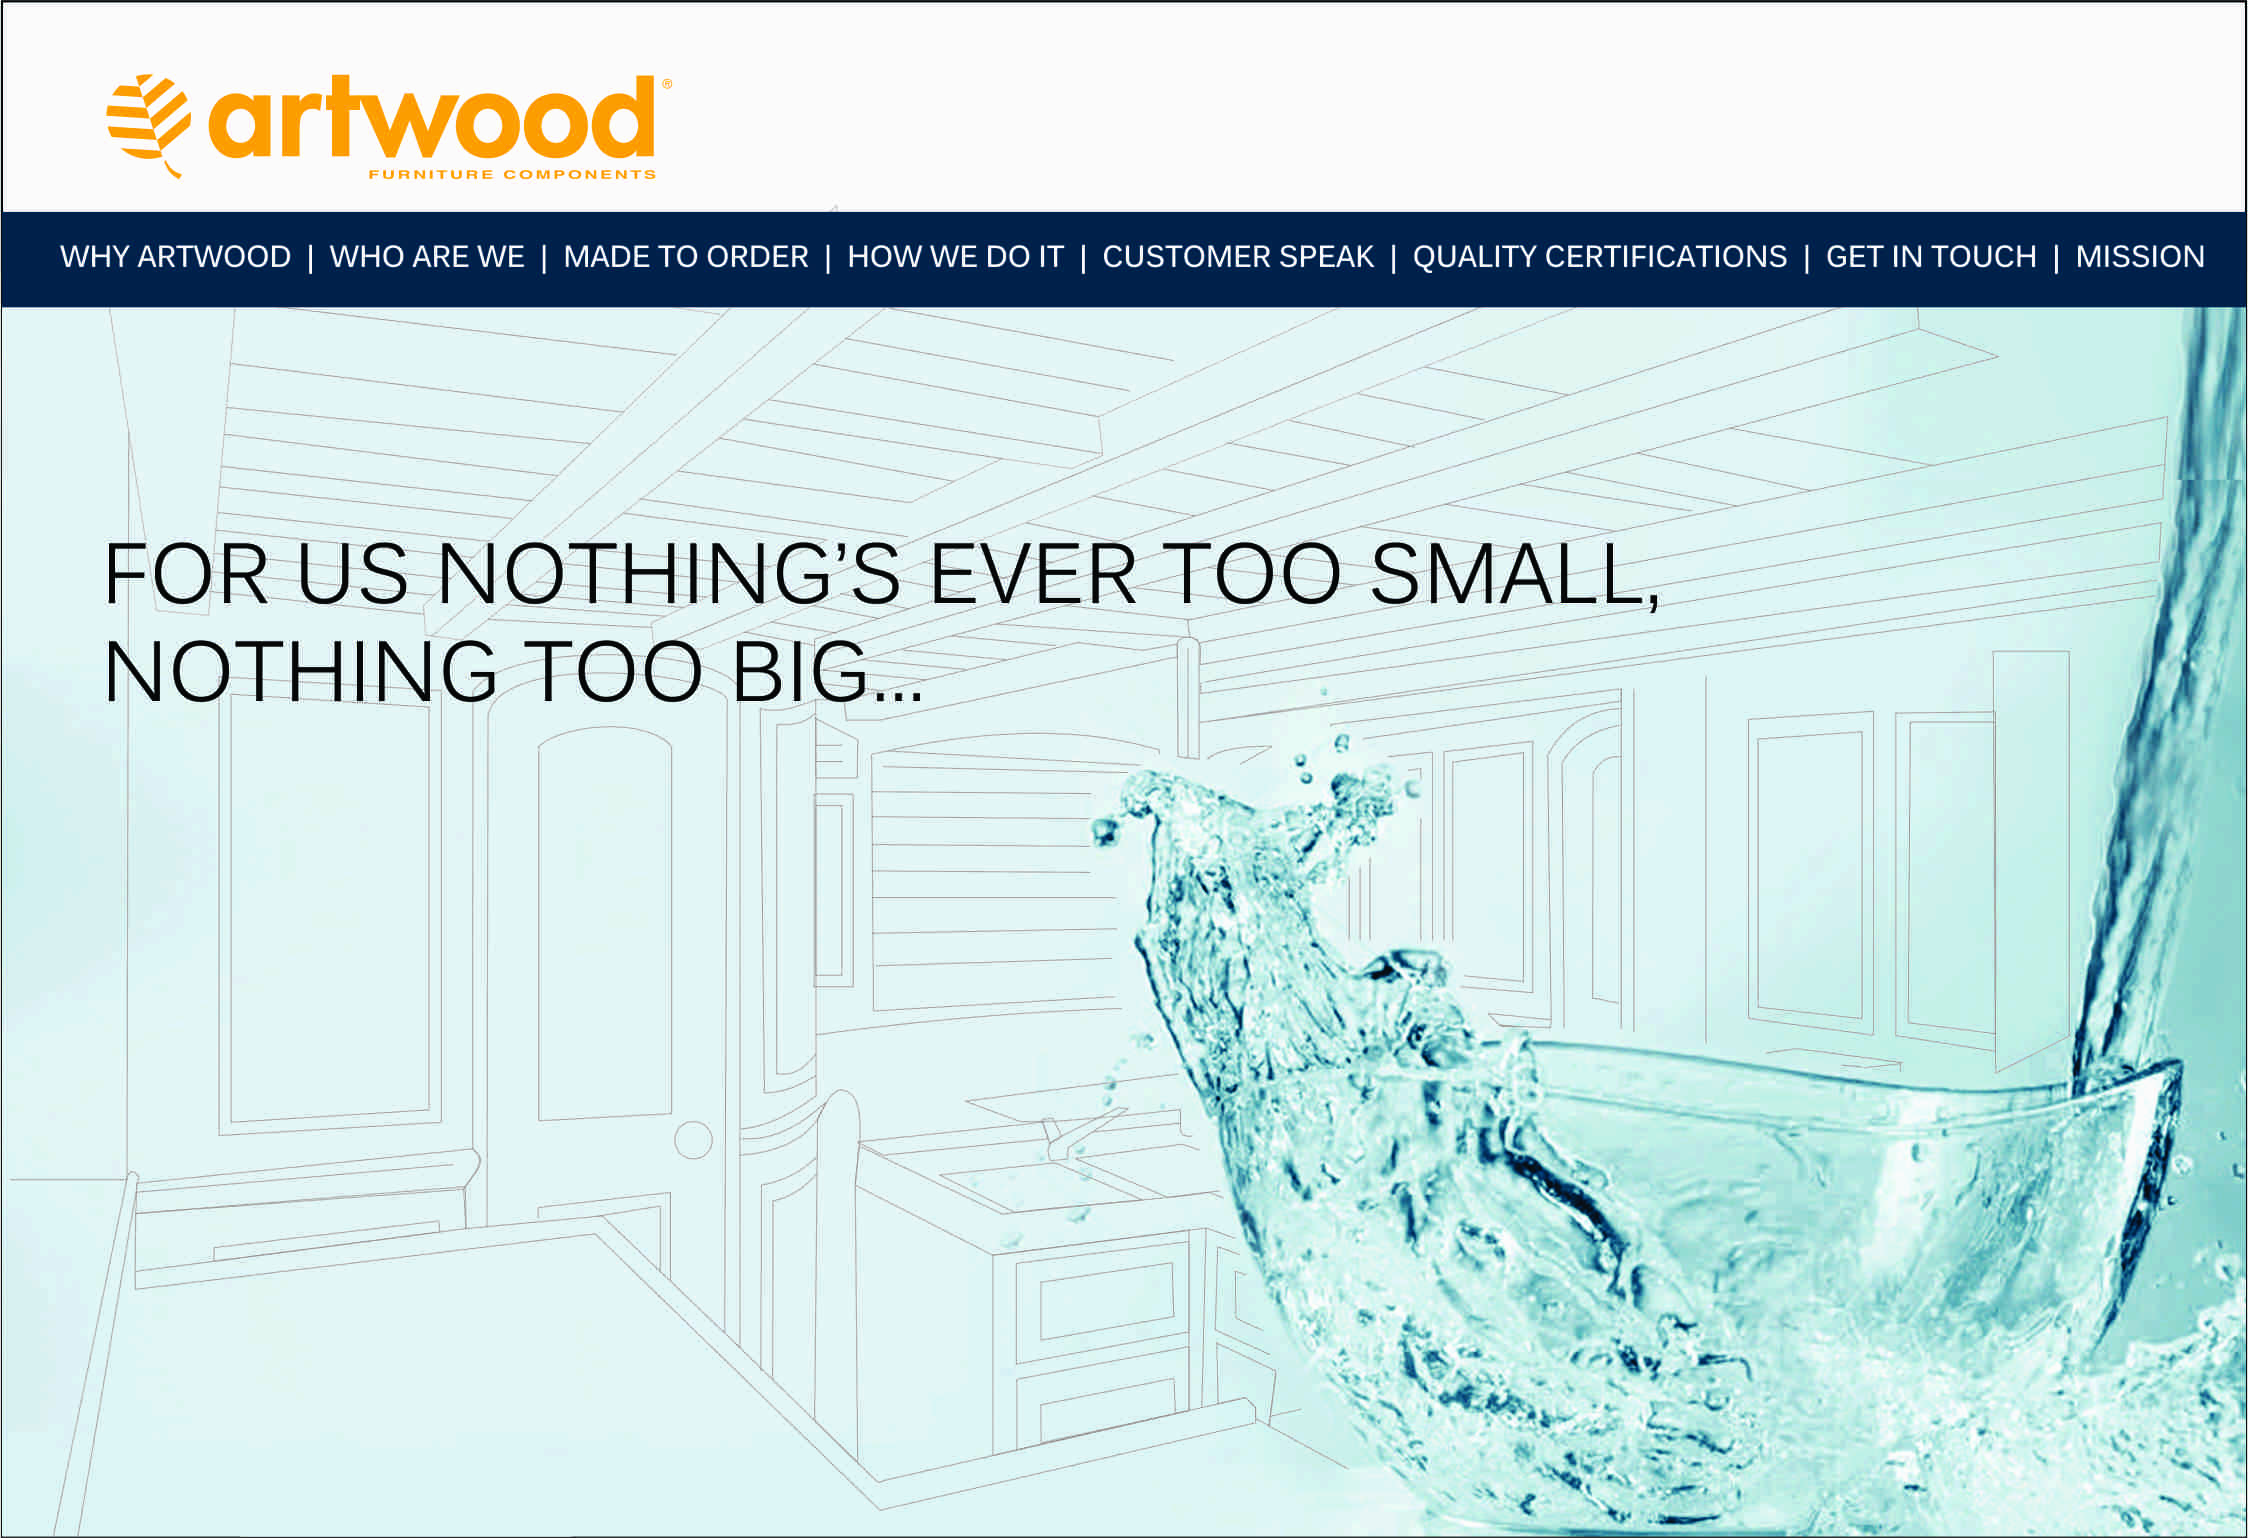 artwood®
FURNITURE COMPONENTS
WHY ARTWOOD | WHO ARE WE | MADE TO ORDER | HOW WE DO IT | CUSTOMER SPEAK | QUALITY CERTIFICATIONS | GET IN TOUCH | MISSION
FOR US NOTHING’S EVER TOO SMALL,
NOTHING TOO BIG...